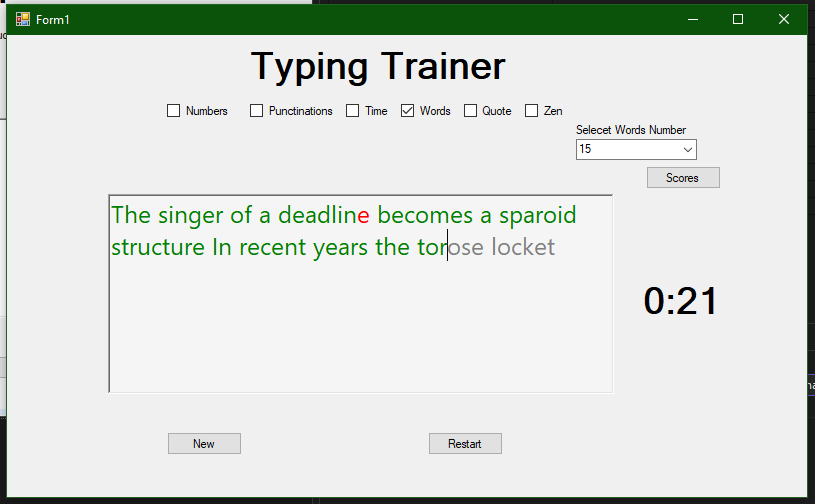 Form1
Typing Trainer
Numbers Punctinations Time Words Quote Zen
Selecet Words Number
15
Scores
The singer of a deadline becomes a sparoid
structure In recent years the torose locket
0:21
New Restart